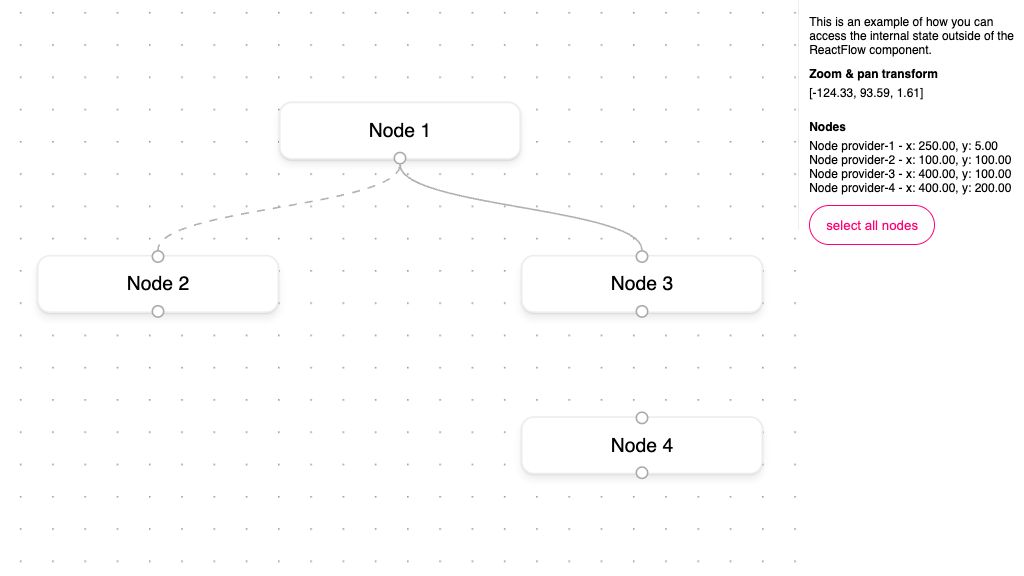 Node 1
Node 2
Node 3
Node 4
This is an example of how you can
access the internal state outside of the
ReactFlow component.
Zoom & pan transform
[-124.33, 93.59, 1.61]
Nodes
Node provider-1 - x: 250.00, y: 5.00
Node provider-2 - x: 100.00, y: 100.00
Node provider-3 - x: 400.00, y: 100.00
Node provider-4 - x: 400.00, y: 200.00
select all nodes